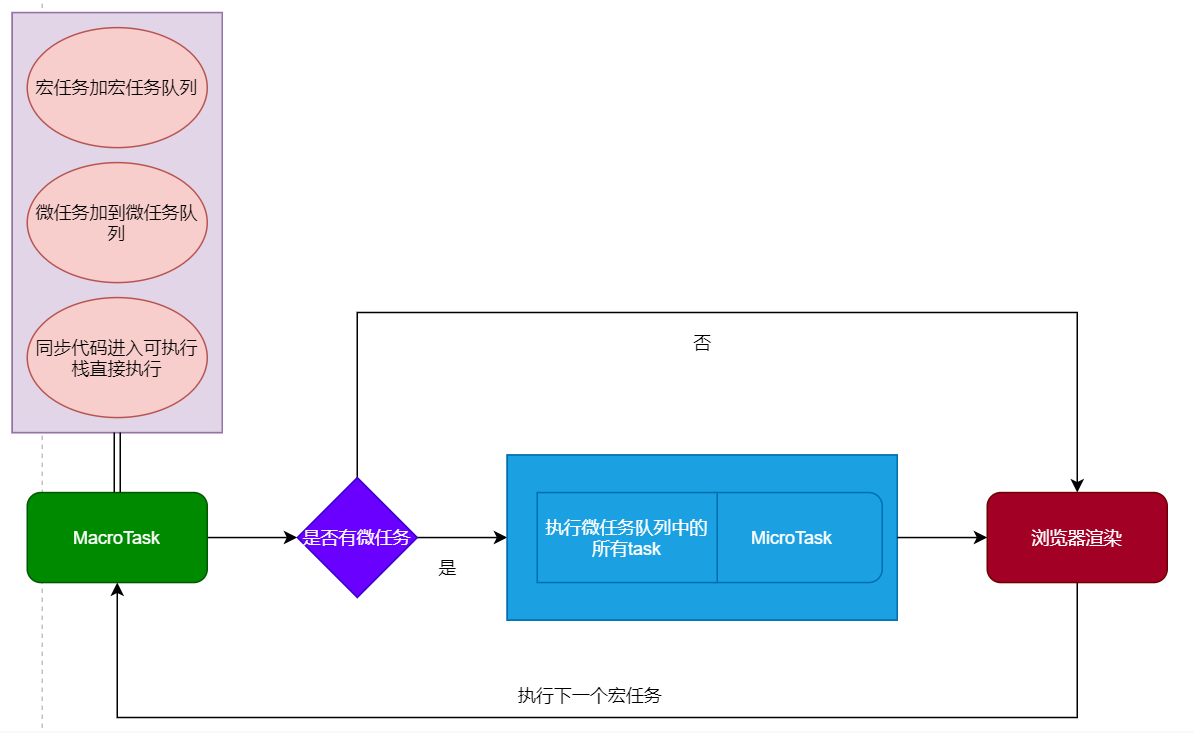 宏任务加宏任务队列
微任务加到微任务队
列
同步代码进入可执行
栈直接执行
否
MacroTask
是否有微任务
是
执行微任务队列中的
所有task
MicroTask
浏览器渲染
执行下一个宏任务